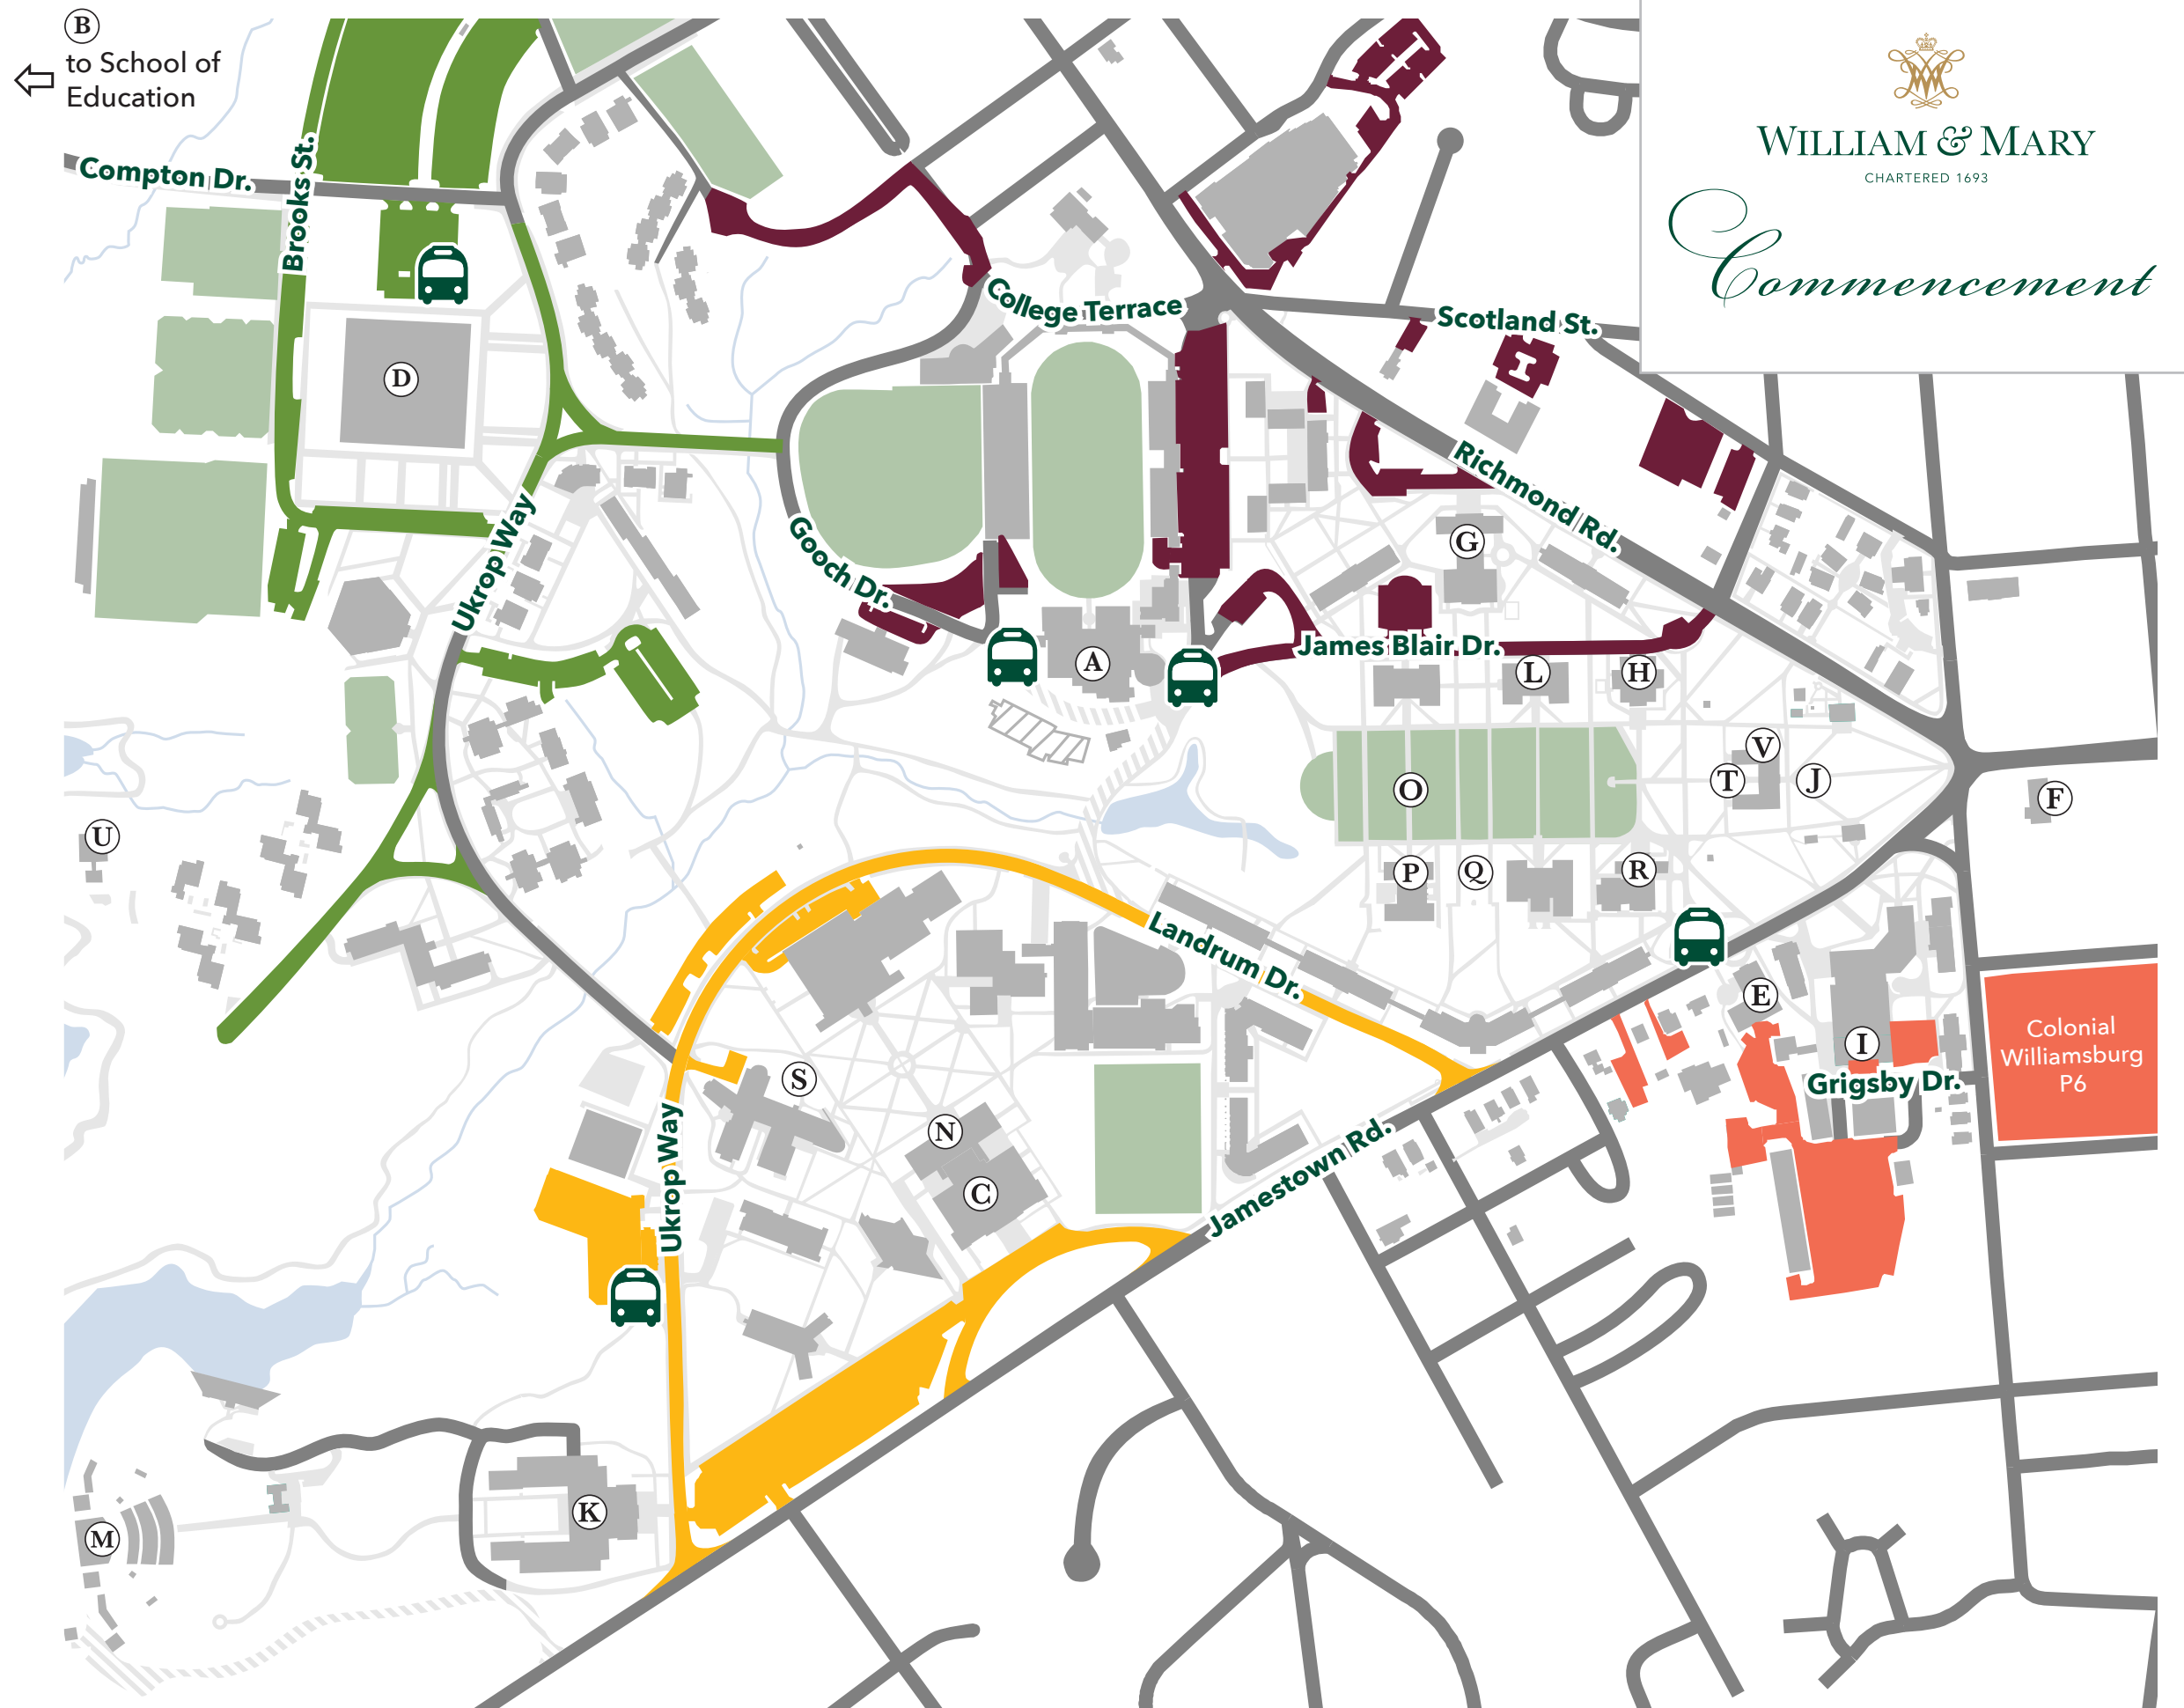 B
to School of
Education
WILLIAM & MARY
CHARTERED 1693
Commencement
Compton Dr.
Brooks St.
College Terrace
Scotland St.
D
Richmond Rd.
Ukrop Way
Gooch Dr.
G
James Blair Dr.
A
L
H
V
T
J
O
F
U
P
Q
R
Landrum Dr.
E
Colonial
Williamsburg
P6
I
Grigsby Dr.
S
N
Ukrop Way
Jamestown Rd.
C
K
M